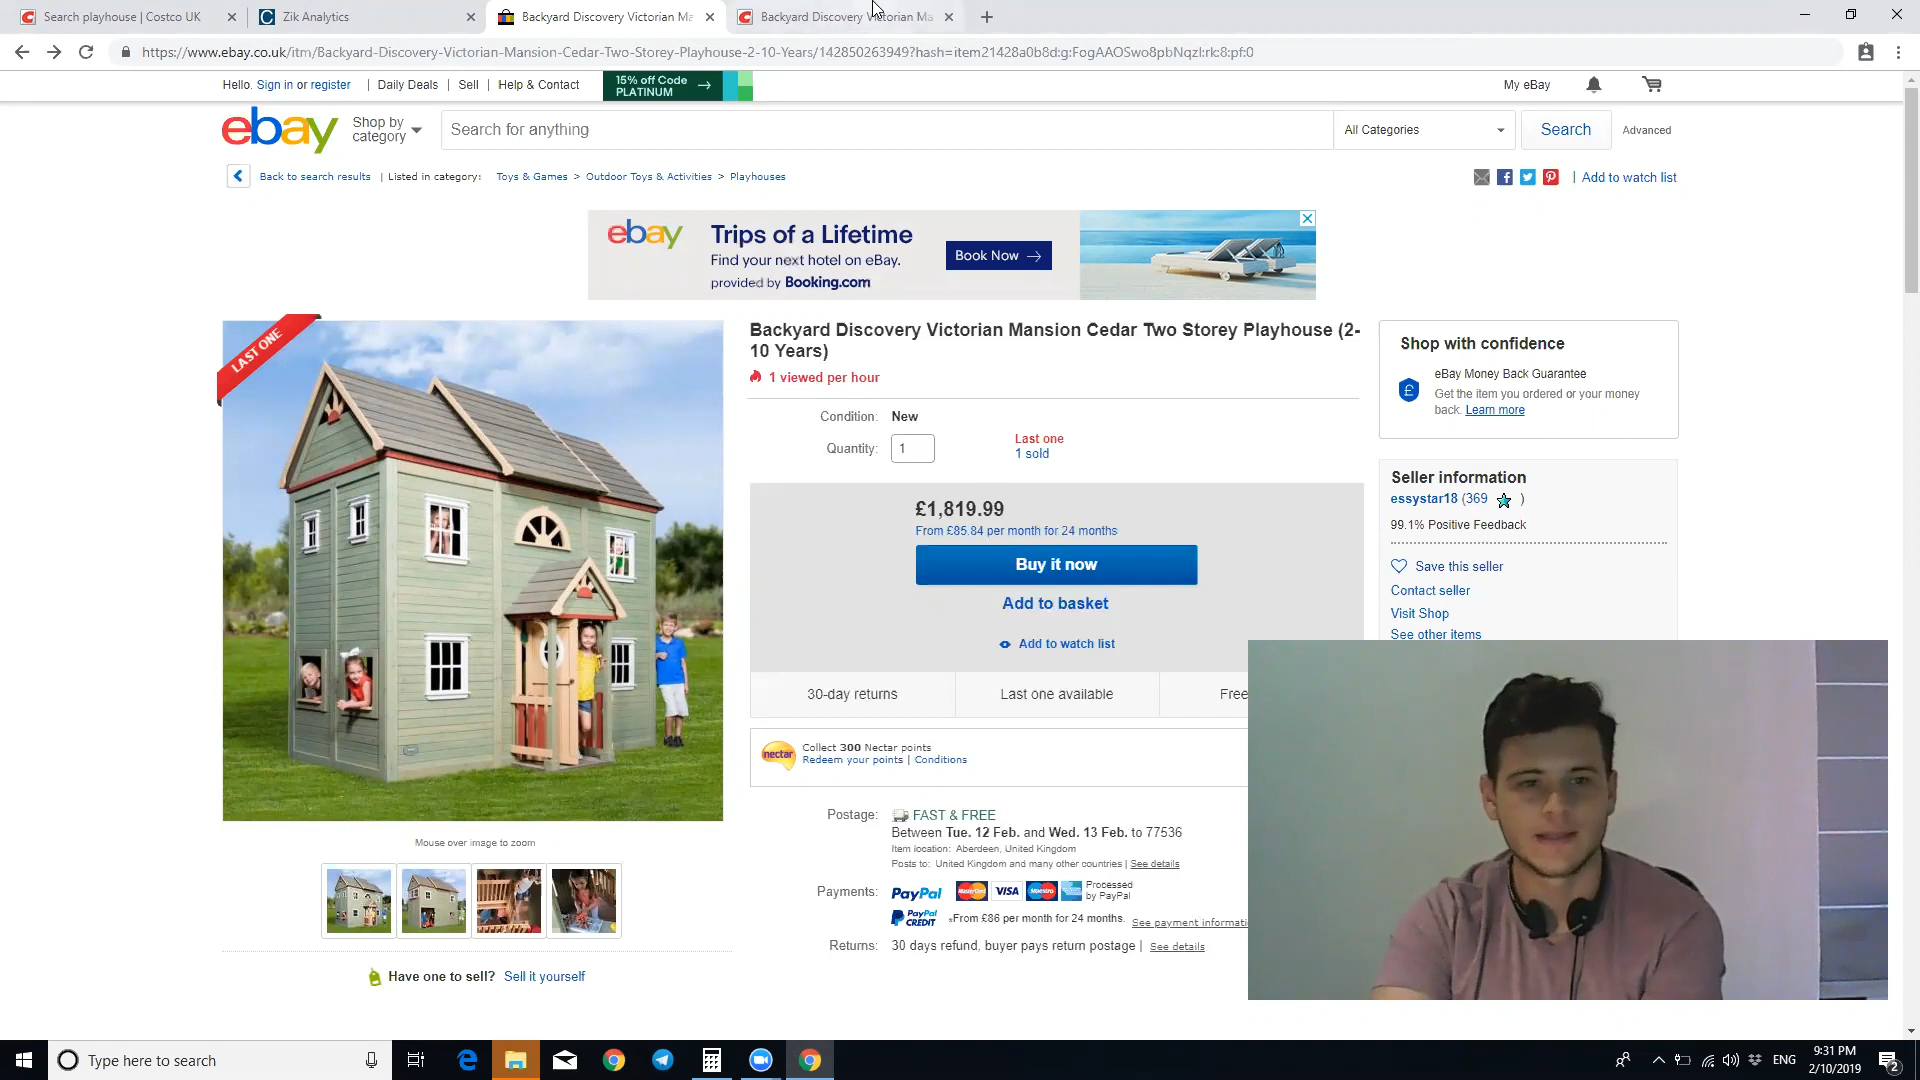 Search playhouse | Costco UK
Zik Analytics
Backyard Discovery Victorian Ma
Backyard Discovery Victorian Ma
https://www.ebay.co.uk/itm/Backyard-Discovery-Victorian-Mansion-Cedar-Two-Storey-Playhouse-2-10-Years/142850263949?hash=item21428a0b8d:g:FogAAOSwo8pbNqzl:rk:8:pf:0
Hello. Sign in or register | Daily Deals | Sell | Help & Contact
15% off Code
PLATINUM
My eBay
ebay
Shop by
category
Search for anything
All Categories
Search
Advanced
Back to search results | Listed in category: Toys & Games > Outdoor Toys & Activities > Playhouses
| Add to watch list
ebay
Trips of a Lifetime
Find your next hotel on eBay.
provided by Booking.com
Book Now
LAST ONE
Backyard Discovery Victorian Mansion Cedar Two Storey Playhouse (2-
10 Years)
1 viewed per hour
Condition: New
Quantity: 1
Last one
1 sold
£1,819.99
From £85.84 per month for 24 months
Buy it now
Add to basket
Add to watch list
30-day returns
Last one available
Free
Collect 300 Nectar points
nectar
Redeem your points | Conditions
Postage: FAST & FREE
Between Tue. 12 Feb. and Wed. 13 Feb. to 77536
Item location: Aberdeen, United Kingdom
Posts to: United Kingdom and many other countries | See details
Payments: PayPal MasterCard VISA Maestro
Processed
by PayPal
PayPal
CREDIT
*From £86 per month for 24 months. See payment informati
Returns: 30 days refund, buyer pays return postage | See details
Shop with confidence
eBay Money Back Guarantee
Get the item you ordered or your money
back. Learn more
Seller information
essystar18 (369 )
99.1% Positive Feedback
Save this seller
Contact seller
Visit Shop
See other items
Mouse over image to zoom
Have one to sell? Sell it yourself
Type here to search
ENG
9:31 PM
2/10/2019
2